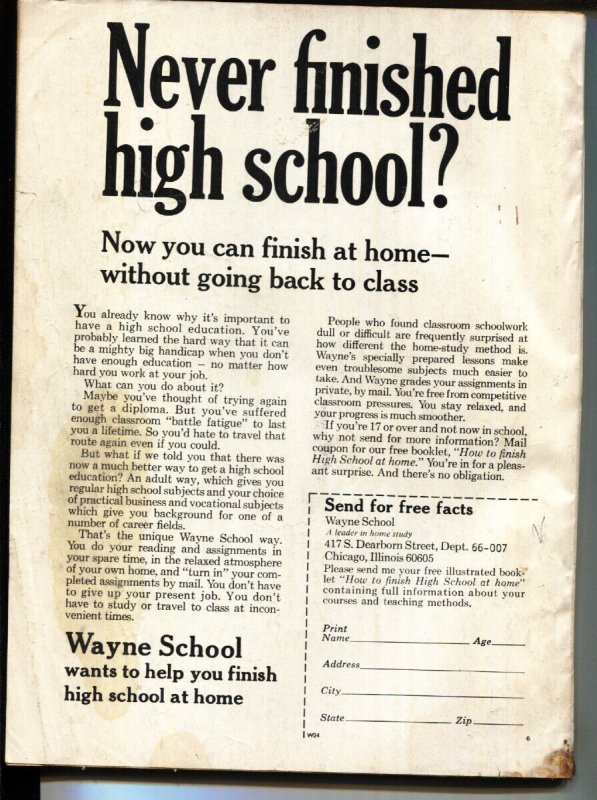 Never finished
high school?
Now you can finish at home—
without going back to class
You already know why it's important to
have a high school education. You've
probably learned the hard way that it can
be a mighty big handicap when you don't
have enough education — no matter how
hard you work at your job.
What can you do about it?
Maybe you've thought of trying again
to get a diploma. But you've suffered
enough classroom "battle fatigue" to last
you a lifetime. So you'd hate to travel that
route again even if you could.
But what if we told you that there was
now a much better way to get a high school
education? An adult way, which gives you
regular high school subjects and your choice
of practical business and vocational subjects
which give you background for one of a
number of career fields.
That's the unique Wayne School way.
You do your reading and assignments in
your spare time, in the relaxed atmosphere
of your own home, and "turn in" your com-
pleted assignments by mail. You don't have
to give up your present job. You don't
have to study or travel to class at incon-
venient times.
Wayne School
wants to help you finish
high school at home
People who found classroom schoolwork
dull or difficult are frequently surprised at
how different the home-study method is.
Wayne's specially prepared lessons make
even troublesome subjects much easier to
take. And Wayne grades your assignments in
private, by mail. You're free from competitive
classroom pressures. You stay relaxed, and
your progress is much smoother.
If you're 17 or over and not now in school,
why not send for more information? Mail
coupon for our free booklet, "How to finish
High School at home." You're in for a pleas-
ant surprise. And there's no obligation.
Send for free facts
Wayne School
A leader in home study
417 S. Dearborn Street, Dept. 66-007
Chicago, Illinois 60605
Please send me your free illustrated book-
let "How to finish High School at home"
containing full information about your
courses and teaching methods.
Print
Name Age
Address
City
State Zip
W24 6